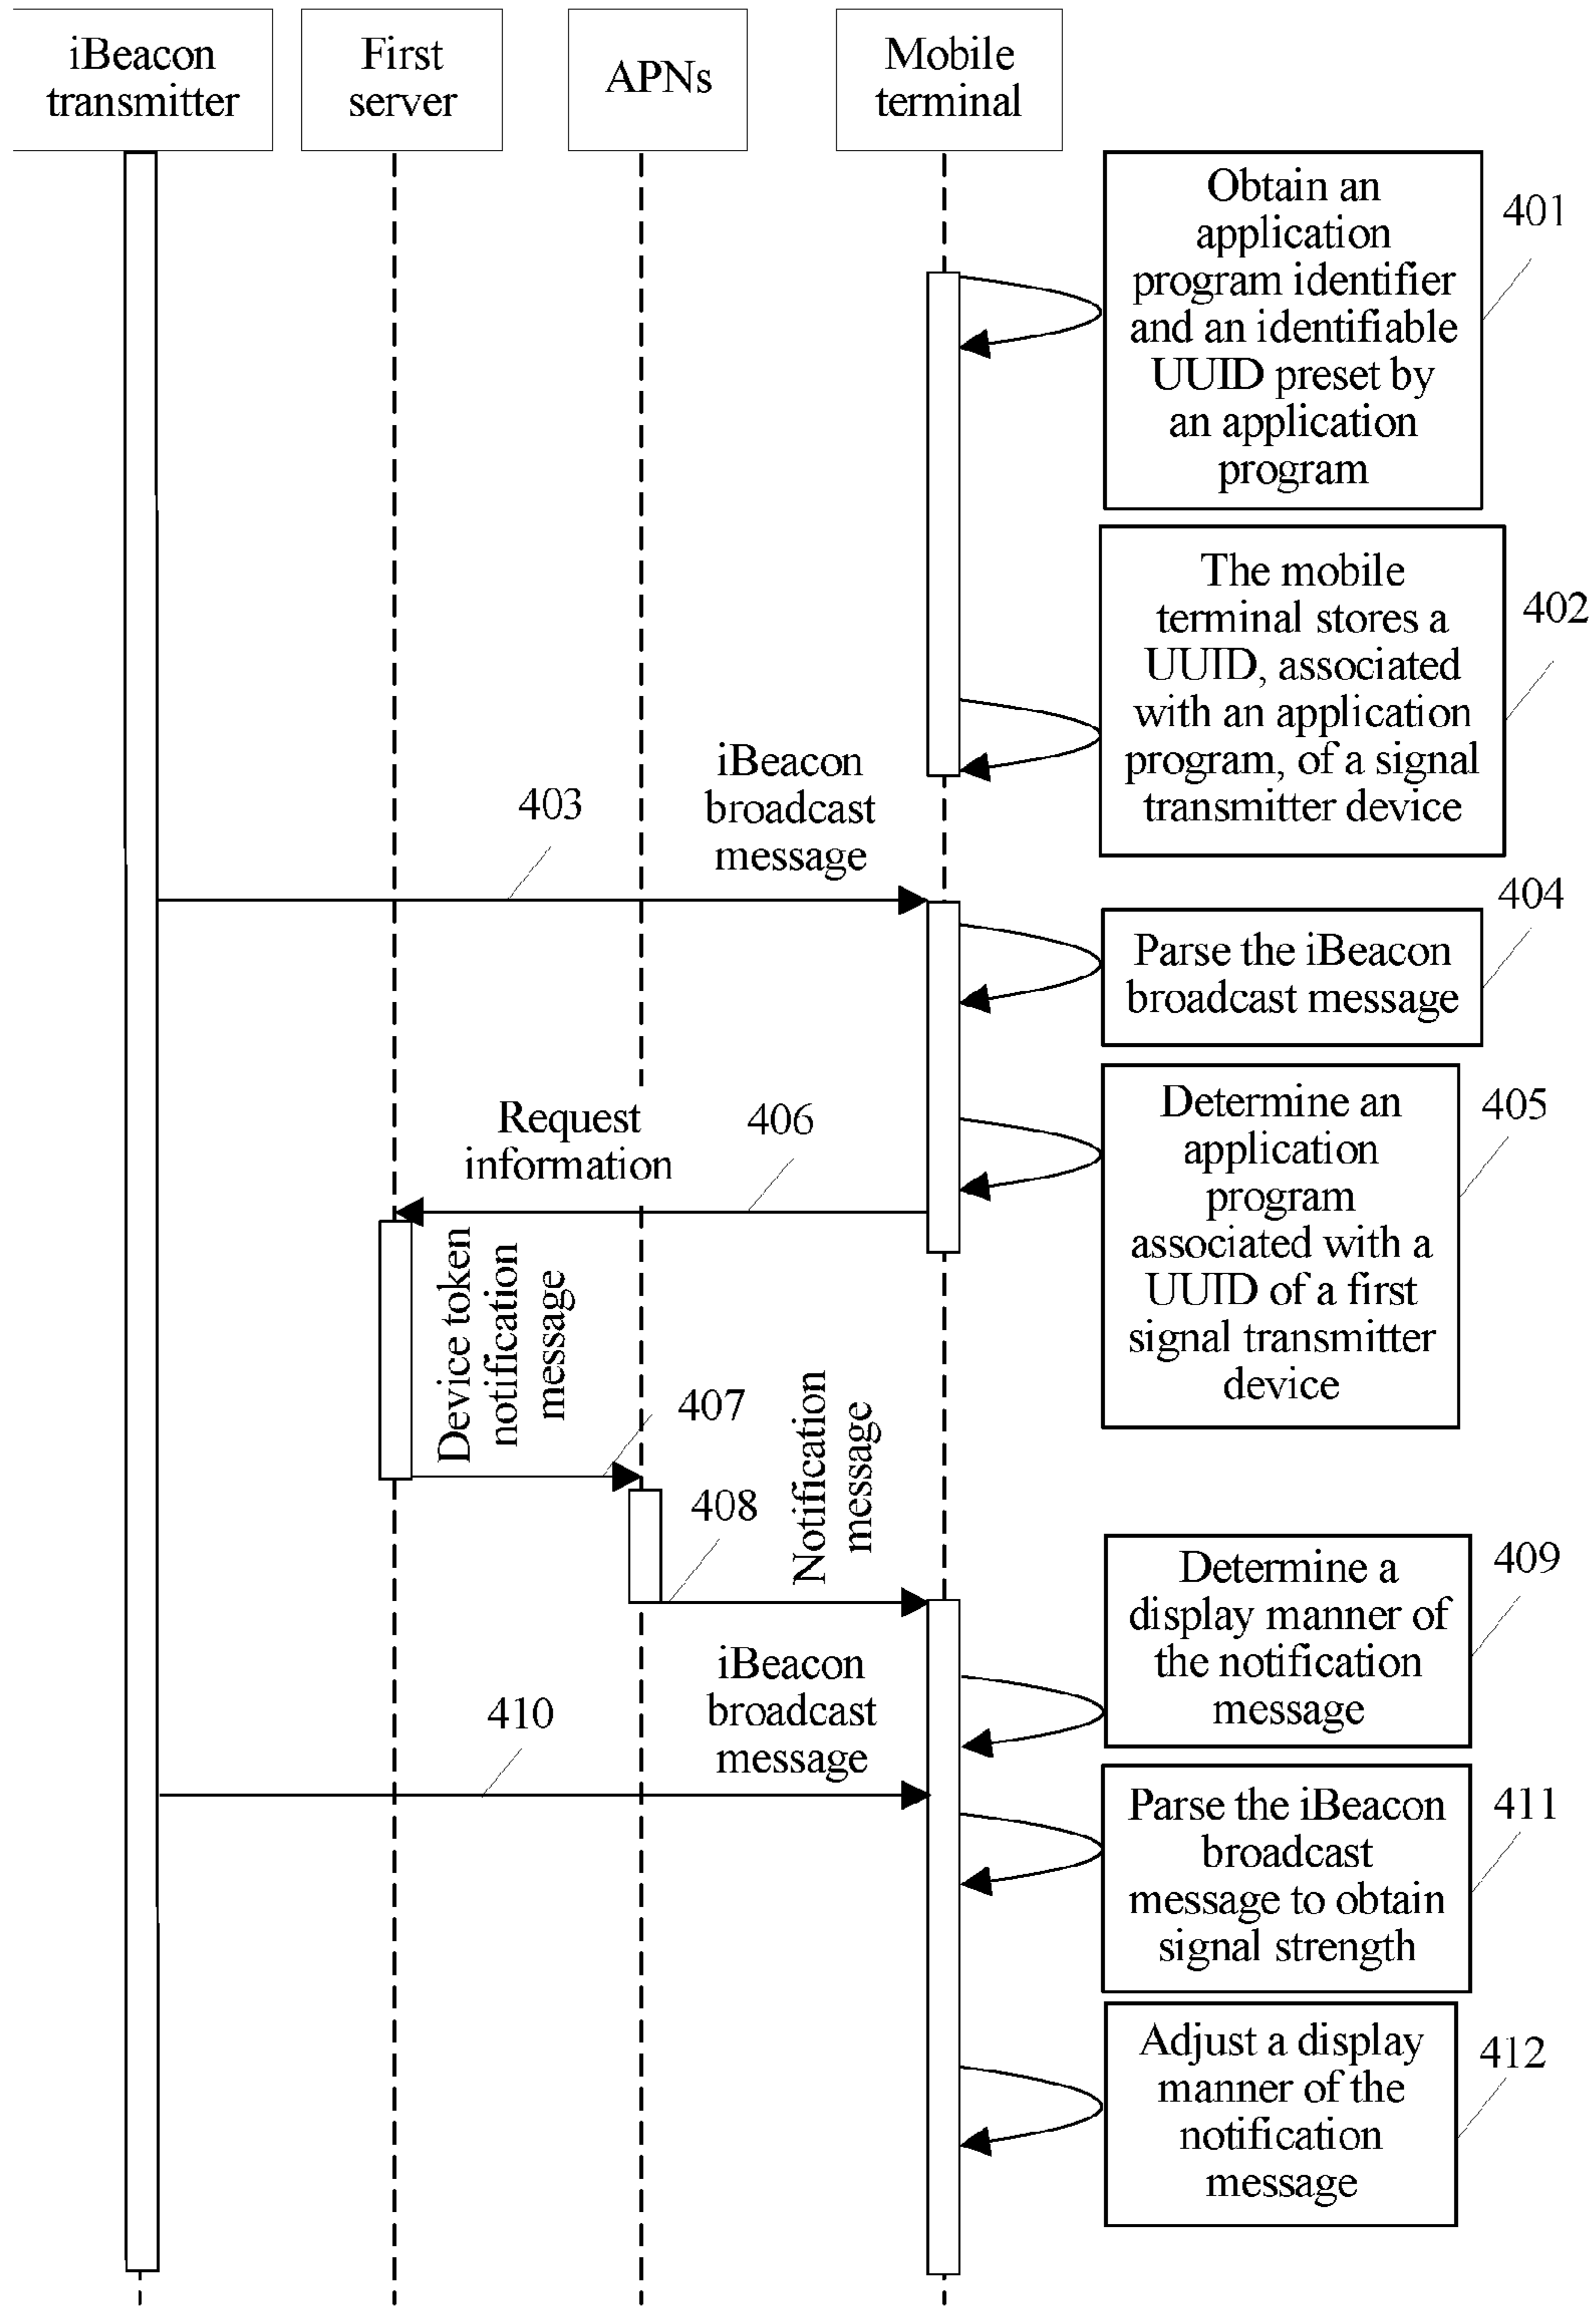 iBeacon
transmitter
First
server
APNs
Mobile
terminal
Obtain an
application
program identifier
and an identifiable
UUID preset by
an application
program
401
The mobile
terminal stores a
UUID, associated
with an application
program, of a signal
transmitter device
402
iBeacon
broadcast
message
403
Parse the iBeacon
broadcast message
404
Determine an
application
program
associated with a
UUID of a first
signal transmitter
device
405
Request
information
406
Device token
notification
message
407
Notification
message
408
Determine a
display manner of
the notification
message
409
iBeacon
broadcast
message
410
Parse the iBeacon
broadcast
message to obtain
signal strength
411
Adjust a display
manner of the
notification
message
412